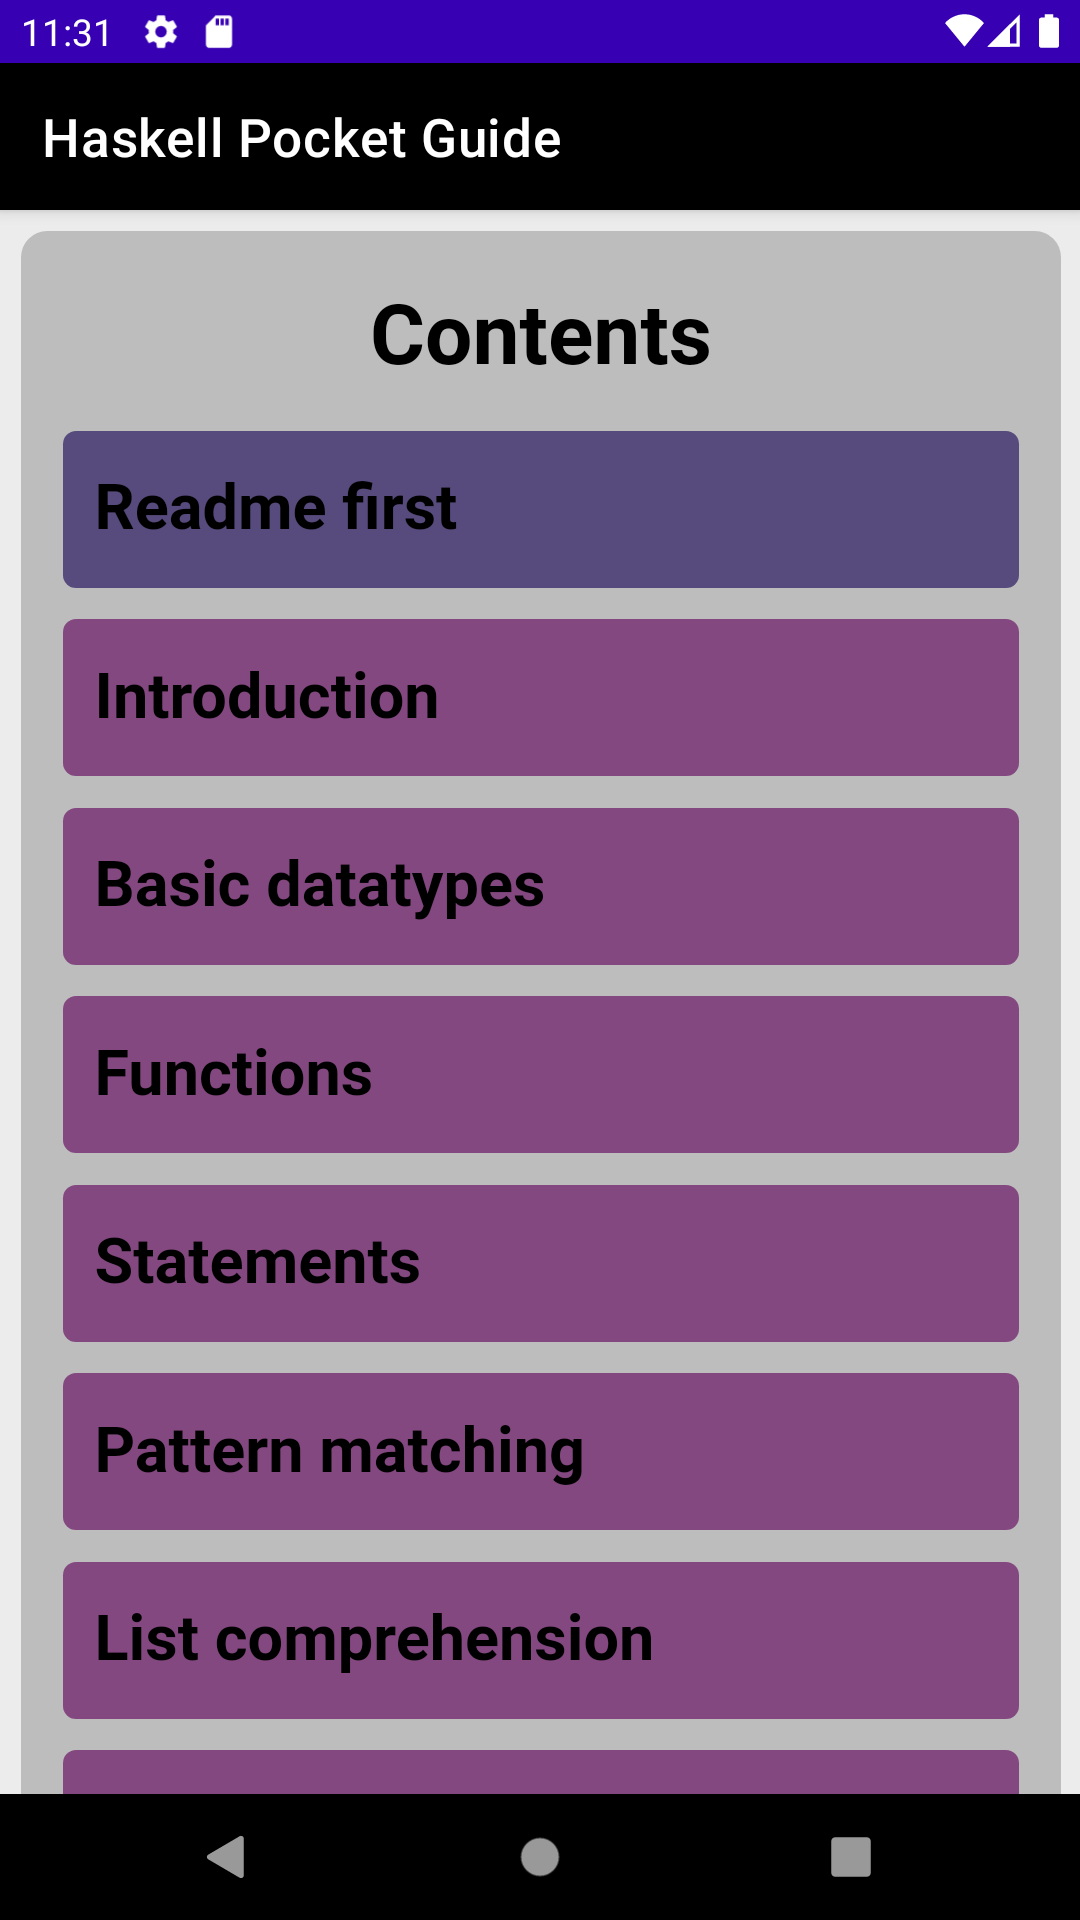 11:31
Haskell Pocket Guide
Contents
Readme first
Introduction
Basic datatypes
Functions
Statements
Pattern matching
List comprehension